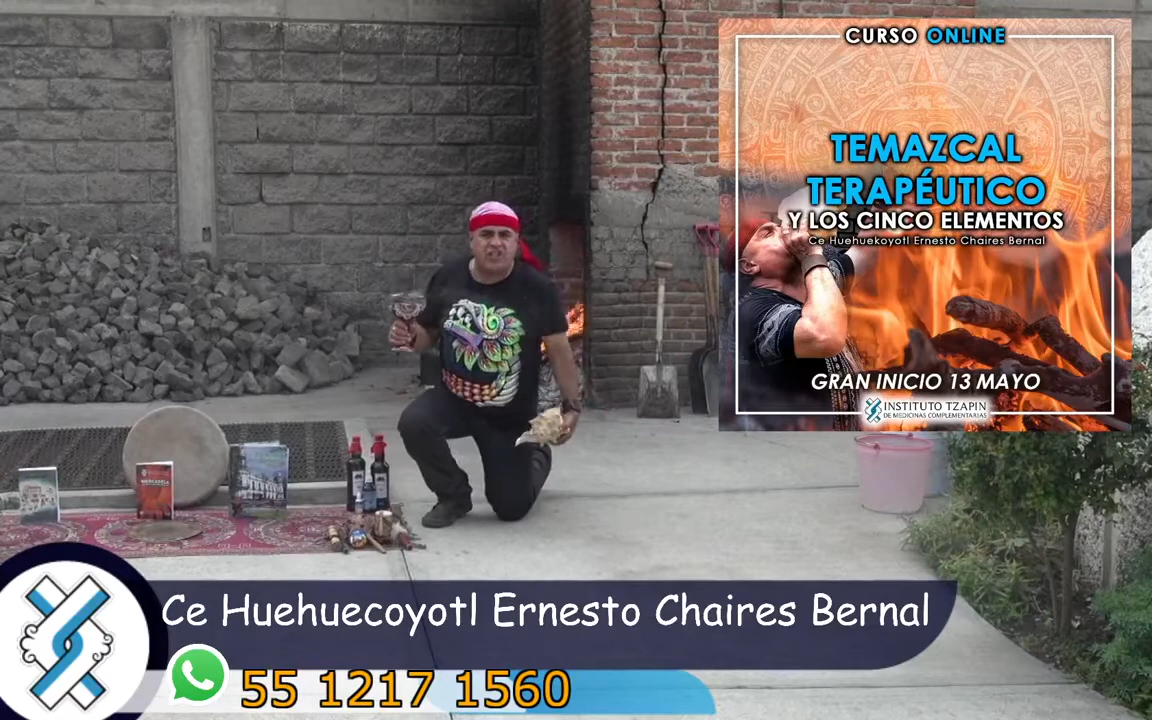 CURSO ONLINE
TEMAZCAL
TERAPÉUTICO
Y LOS CINCO ELEMENTOS
Ce Huehuekoyotl Ernesto Chaires Bernal
GRAN INICIO 13 MAYO
INSTITUTO TZAPIN
DE MEDICINAS COMPLEMENTARIAS
Ce Huehuecoyotl Ernesto Chaires Bernal
55 1217 1560